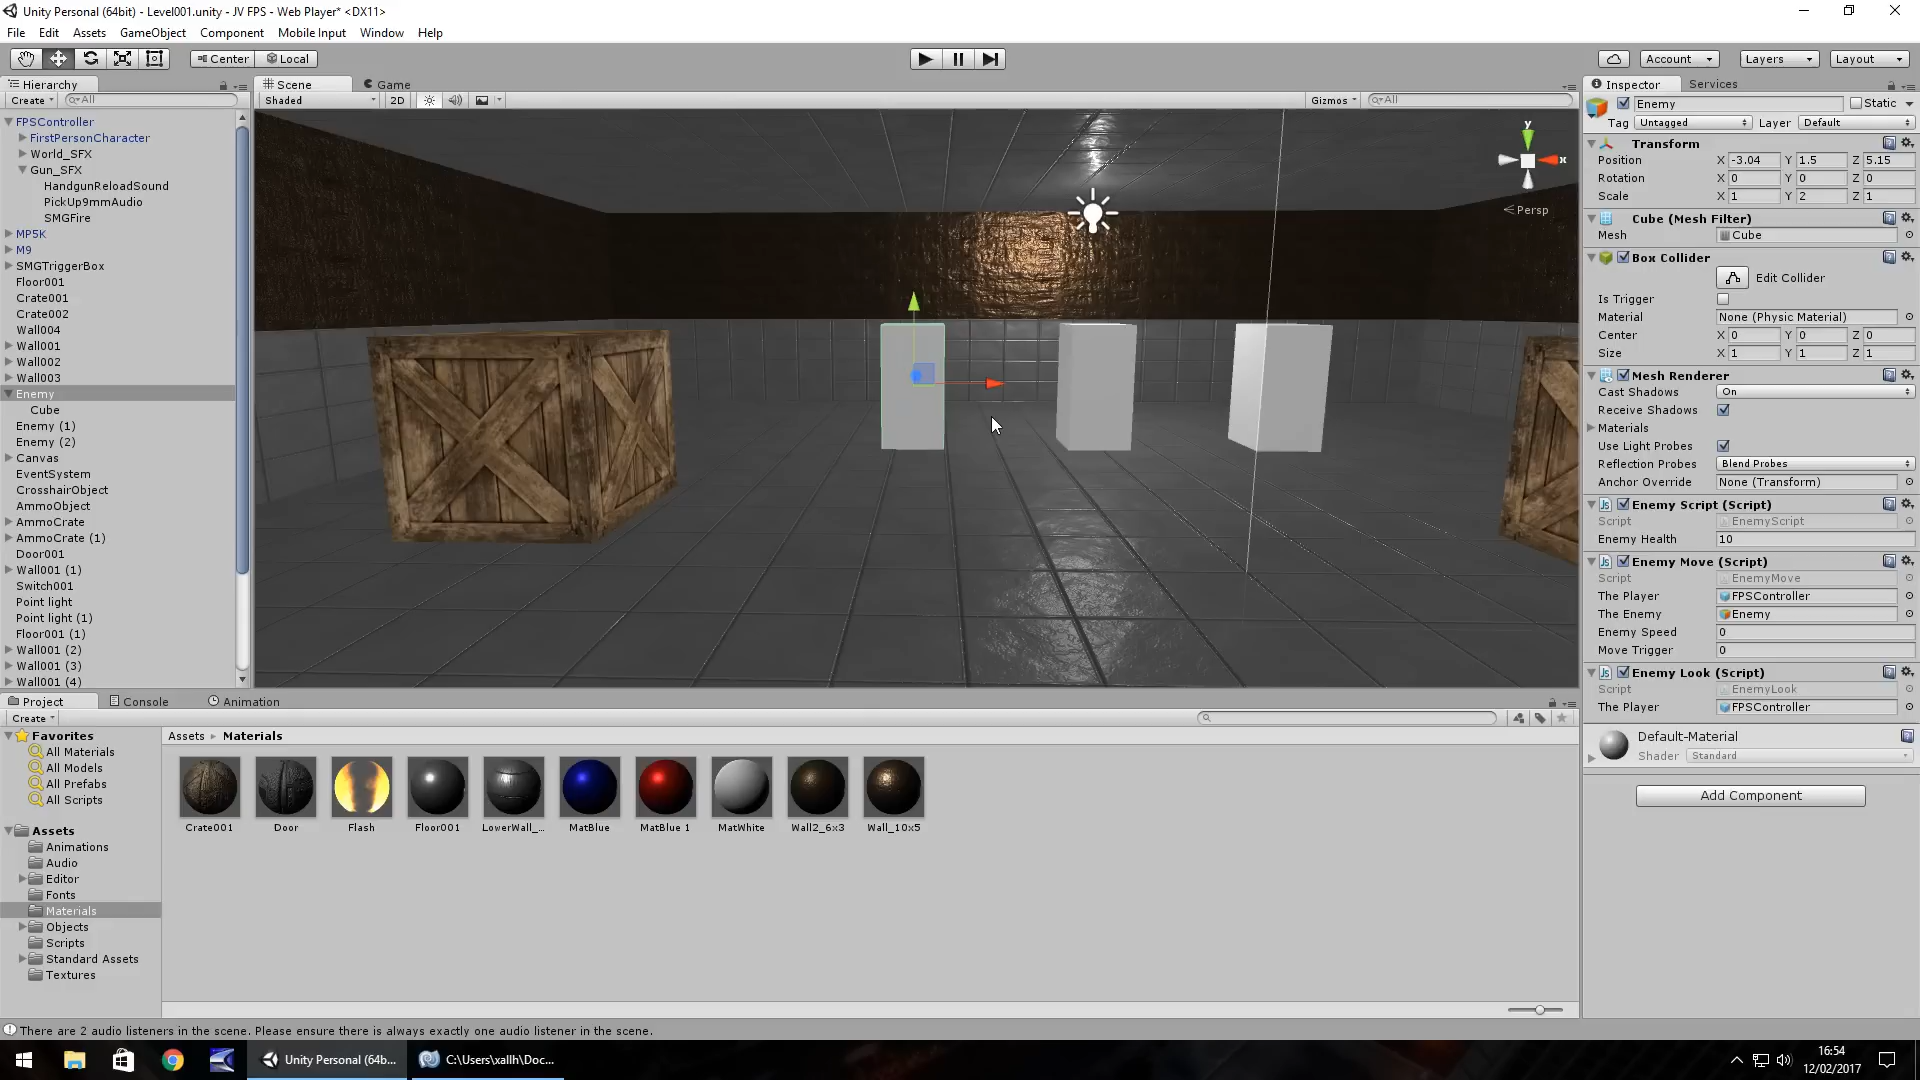 Unity Personal (64bit) - Level001.unity - JV FPS - Web Player* <DX11>
File Edit Assets GameObject Component Mobile Input Window Help
Center Local Account Layers Layout
Hierarchy
Create All
FPSController
FirstPersonCharacter
World_SFX
Gun_SFX
HandgunReloadSound
PickUp9mmAudio
SMGFire
MP5K
M9
SMGTriggerBox
Floor001
Crate001
Crate002
Wall004
Wall001
Wall002
Wall003
Enemy
Cube
Enemy (1)
Enemy (2)
Canvas
EventSystem
CrosshairObject
AmmoObject
AmmoCrate
AmmoCrate (1)
Door001
Wall001 (1)
Switch001
Point light
Point light (1)
Floor001 (1)
Wall001 (2)
Wall001 (3)
Wall001 (4)
Scene Game
Shaded 2D Gizmos All
y
x
Persp
Inspector Services
Enemy Static
Tag Untagged Layer Default
Transform
Position X -3.04 Y 1.5 Z 5.15
Rotation X 0 Y 0 Z 0
Scale X 1 Y 2 Z 1
Cube (Mesh Filter)
Mesh Cube
Box Collider
Edit Collider
Is Trigger
Material None (Physic Material)
Center X 0 Y 0 Z 0
Size X 1 Y 1 Z 1
Mesh Renderer
Cast Shadows On
Receive Shadows
Materials
Use Light Probes
Reflection Probes Blend Probes
Anchor Override None (Transform)
Enemy Script (Script)
Script EnemyScript
Enemy Health 10
Enemy Move (Script)
Script EnemyMove
The Player FPSController
The Enemy Enemy
Enemy Speed 0
Move Trigger 0
Enemy Look (Script)
Script EnemyLook
The Player FPSController
Default-Material
Shader Standard
Add Component
Project Console Animation
Create
Favorites
All Materials
All Models
All Prefabs
All Scripts
Assets
Animations
Audio
Editor
Fonts
Materials
Objects
Scripts
Standard Assets
Textures
Assets Materials
Crate001 Door Flash Floor001 LowerWall_... MatBlue MatBlue 1 MatWhite Wall2_6x3 Wall_10x5
There are 2 audio listeners in the scene. Please ensure there is always exactly one audio listener in the scene.
Unity Personal (64b... C:\Users\xallh\Doc...
16:54
12/02/2017